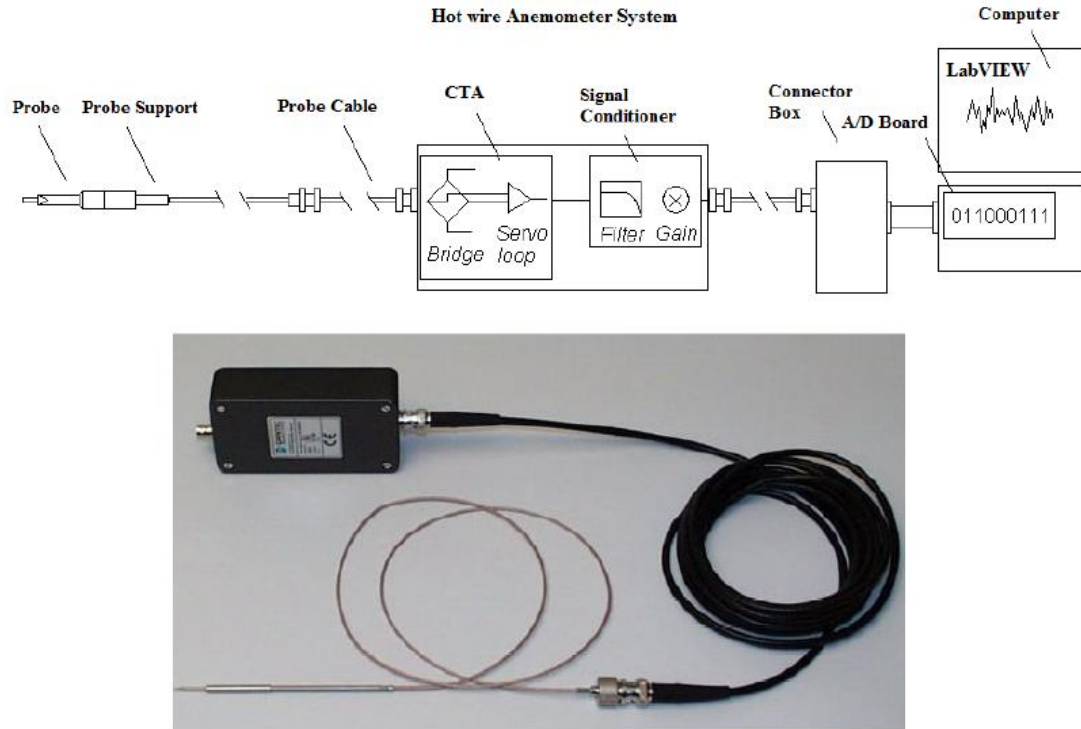 Hot wire Anemometer System
Computer
LabVIEW
Probe
Probe Support
Probe Cable
CTA
Signal
Conditioner
Connector
Box
A/D Board
Bridge
Servo
loop
Filter
Gain
011000111
CE